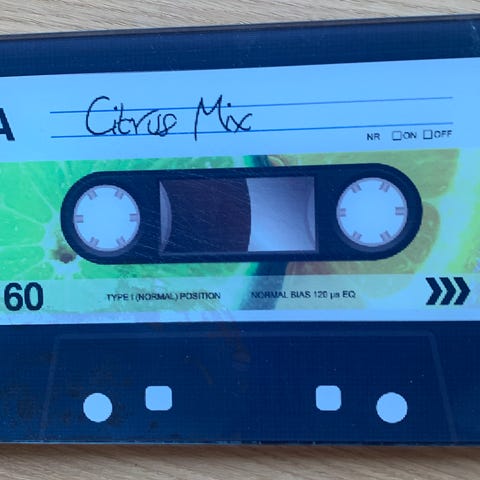 A
Citrus Mix
NR □ON □OFF
60
TYPE I (NORMAL) POSITION NORMAL BIAS 120 µs EQ